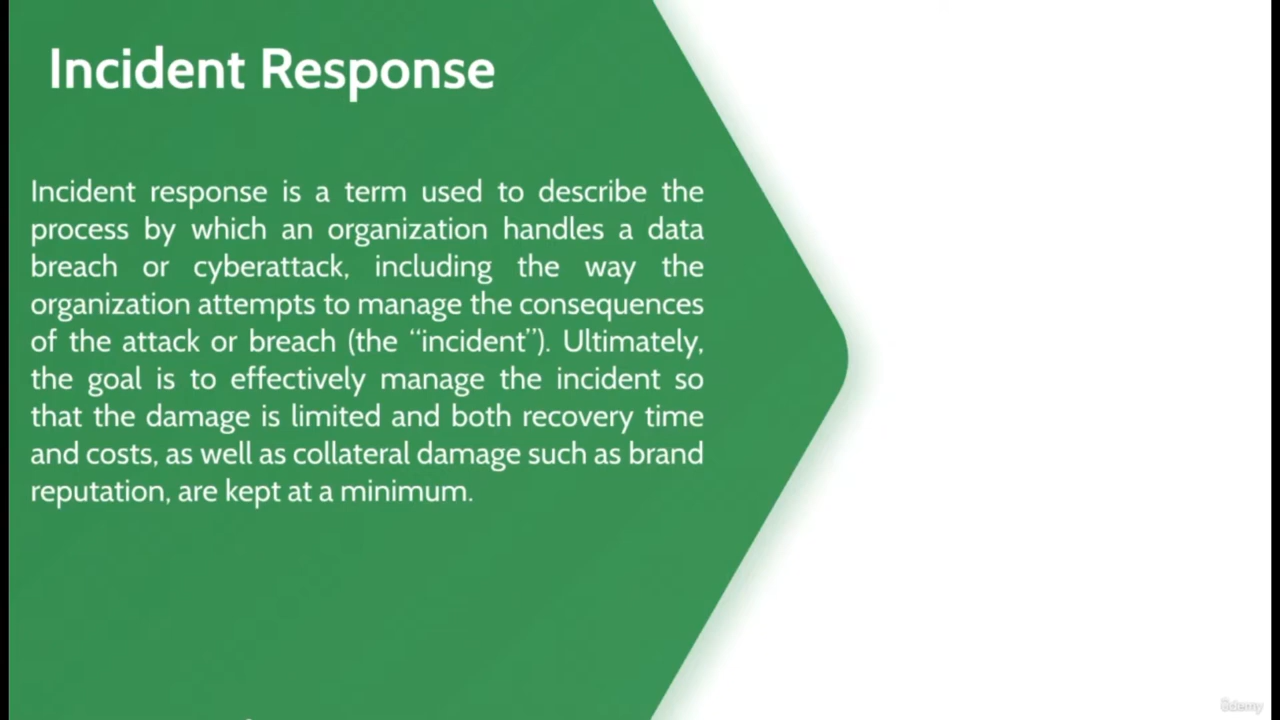 Incident Response
Incident response is a term used to describe the
process by which an organization handles a data
breach or cyberattack, including the way the
organization attempts to manage the consequences
of the attack or breach (the “incident”). Ultimately,
the goal is to effectively manage the incident so
that the damage is limited and both recovery time
and costs, as well as collateral damage such as brand
reputation, are kept at a minimum.
ûdemy